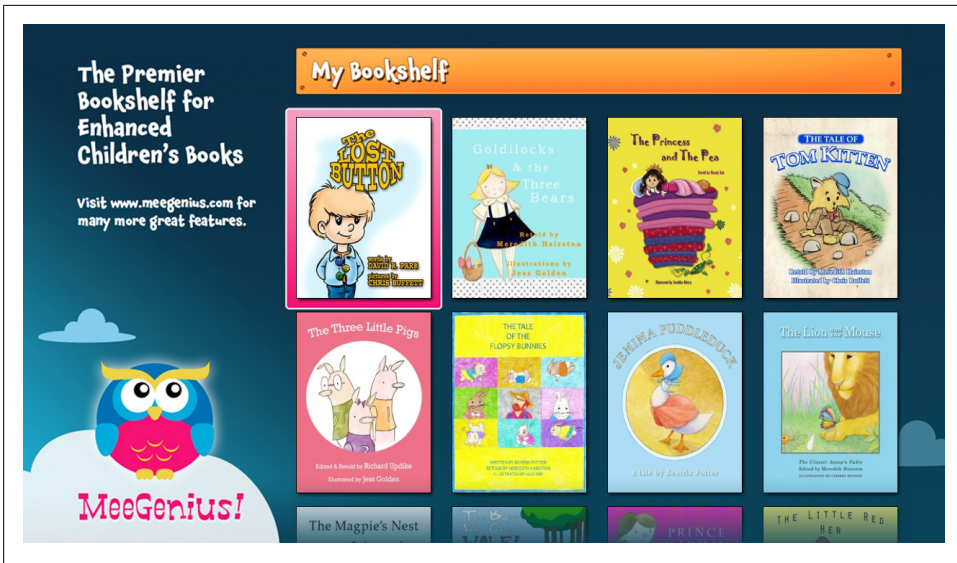 The Premier
Bookshelf for
Enhanced
Children's Books
Visit www.meegenius.com for
many more great features.
MeeGenius!
My Bookshelf
The
LOST
BUTTON
words by
DAVID R. PARR
pictures by
CHRIS BUFFETT
Goldilocks
& the
Three
Bears
Retold by
Meredith Hairston
Illustrations by
Jess Golden
The Princess
and The Pea
THE TALE OF
TOM KITTEN
Retold by Meredith Hairston
Illustrated by Chris Buffett
The Three Little Pigs
Edited & Retold by Richard Updike
Illustrated by Jess Golden
THE TALE
OF THE
FLOPSY BUNNIES
RETOLD BY MEREDITH HAIRSTON
JEMIMA PUDDLEDUCK
a tale by Beatrix Potter
The Lion and the Mouse
The Classic Aesop's Fable
Edited by Meredith Hairston
The Magpie's Nest
PRINCE
THE LITTLE RED
HEN